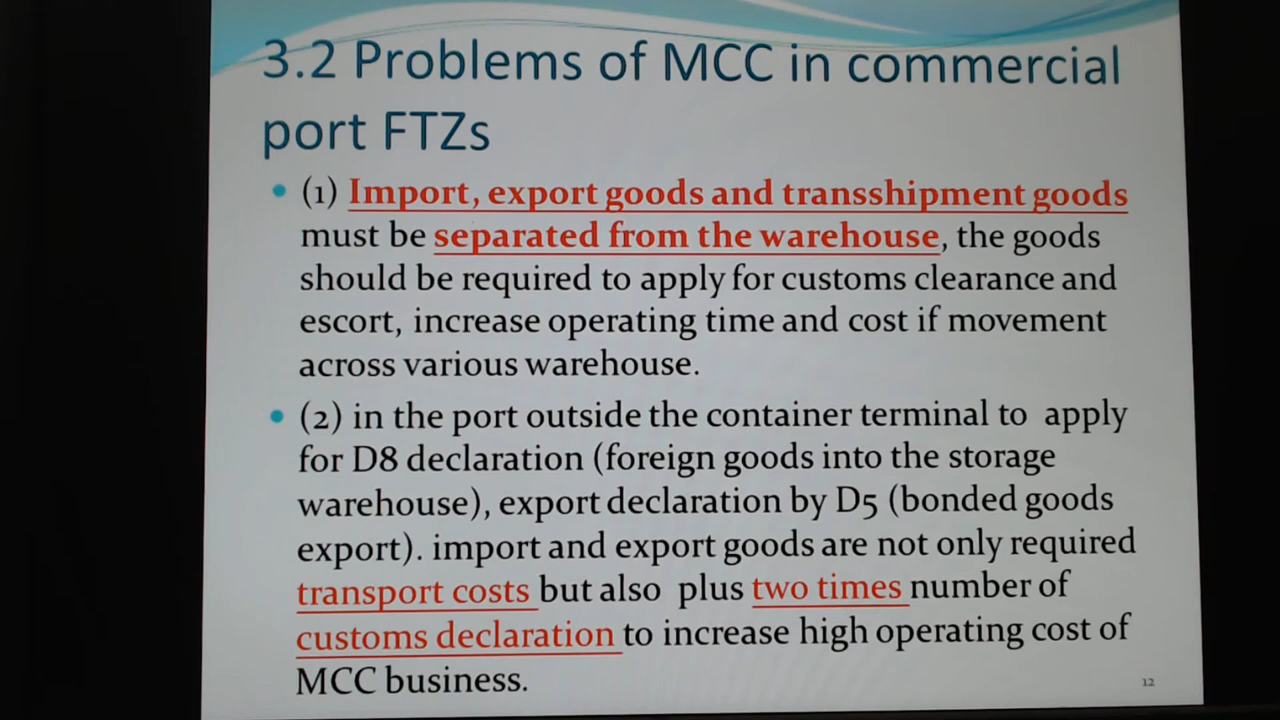 3.2 Problems of MCC in commercial
port FTZs
• (1) Import, export goods and transshipment goods
must be separated from the warehouse, the goods
should be required to apply for customs clearance and
escort, increase operating time and cost if movement
across various warehouse.
• (2) in the port outside the container terminal to apply
for D8 declaration (foreign goods into the storage
warehouse), export declaration by D5 (bonded goods
export). import and export goods are not only required
transport costs but also plus two times number of
customs declaration to increase high operating cost of
MCC business.
12